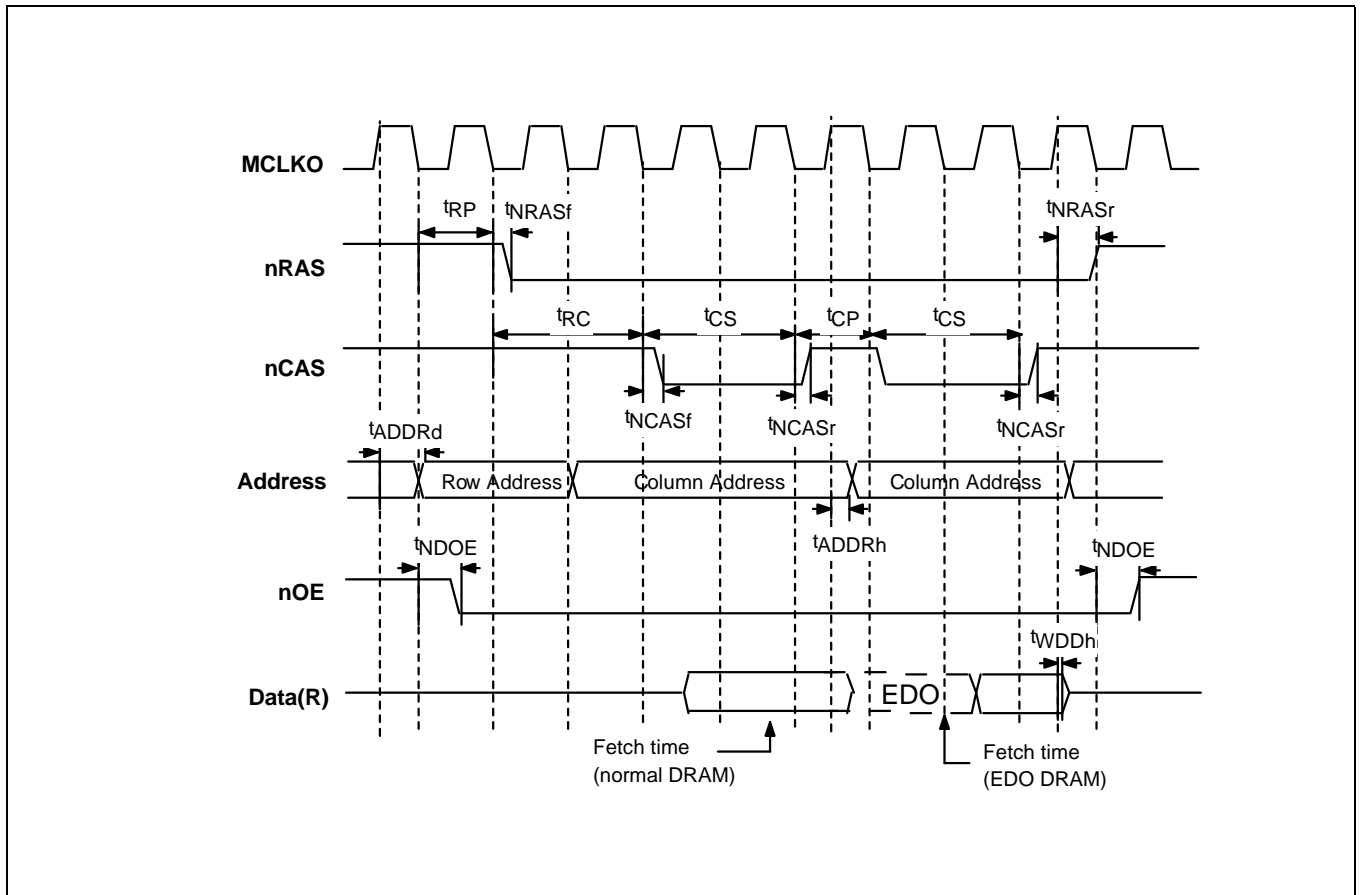 MCLKO
tRP
tNRASf
tNRASr
nRAS
tRC
tCS
tCP
tCS
nCAS
tNCASf
tNCASr
tNCASr
tADDRd
Address
Row Address
Column Address
Column Address
tADDRh
tNDOE
tNDOE
nOE
tWDDh
Data(R)
EDO
Fetch time
(normal DRAM)
Fetch time
(EDO DRAM)